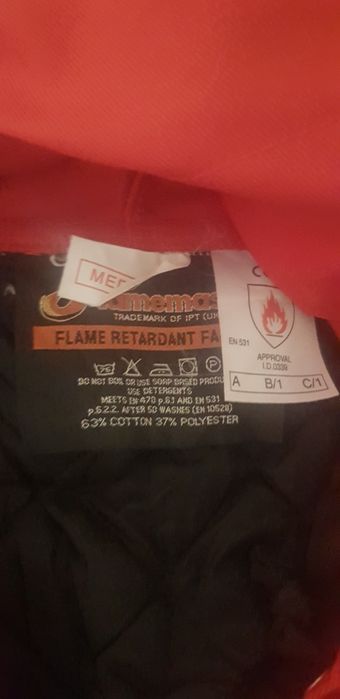 MED
TRADEMARK OF IPT (UK
FLAME RETARDANT FA
DO NOT BOIL OR USE SOAP BASED PRODU
USE DETERGENTS
MEETS EN 470 p.6.1 AND EN 531
p.6.2.2. AFTER 50 WASHES (EN 10528)
63% COTTON 37% POLYESTER
EN 531
APPROVAL
I.D.0339
A B/1 C/1